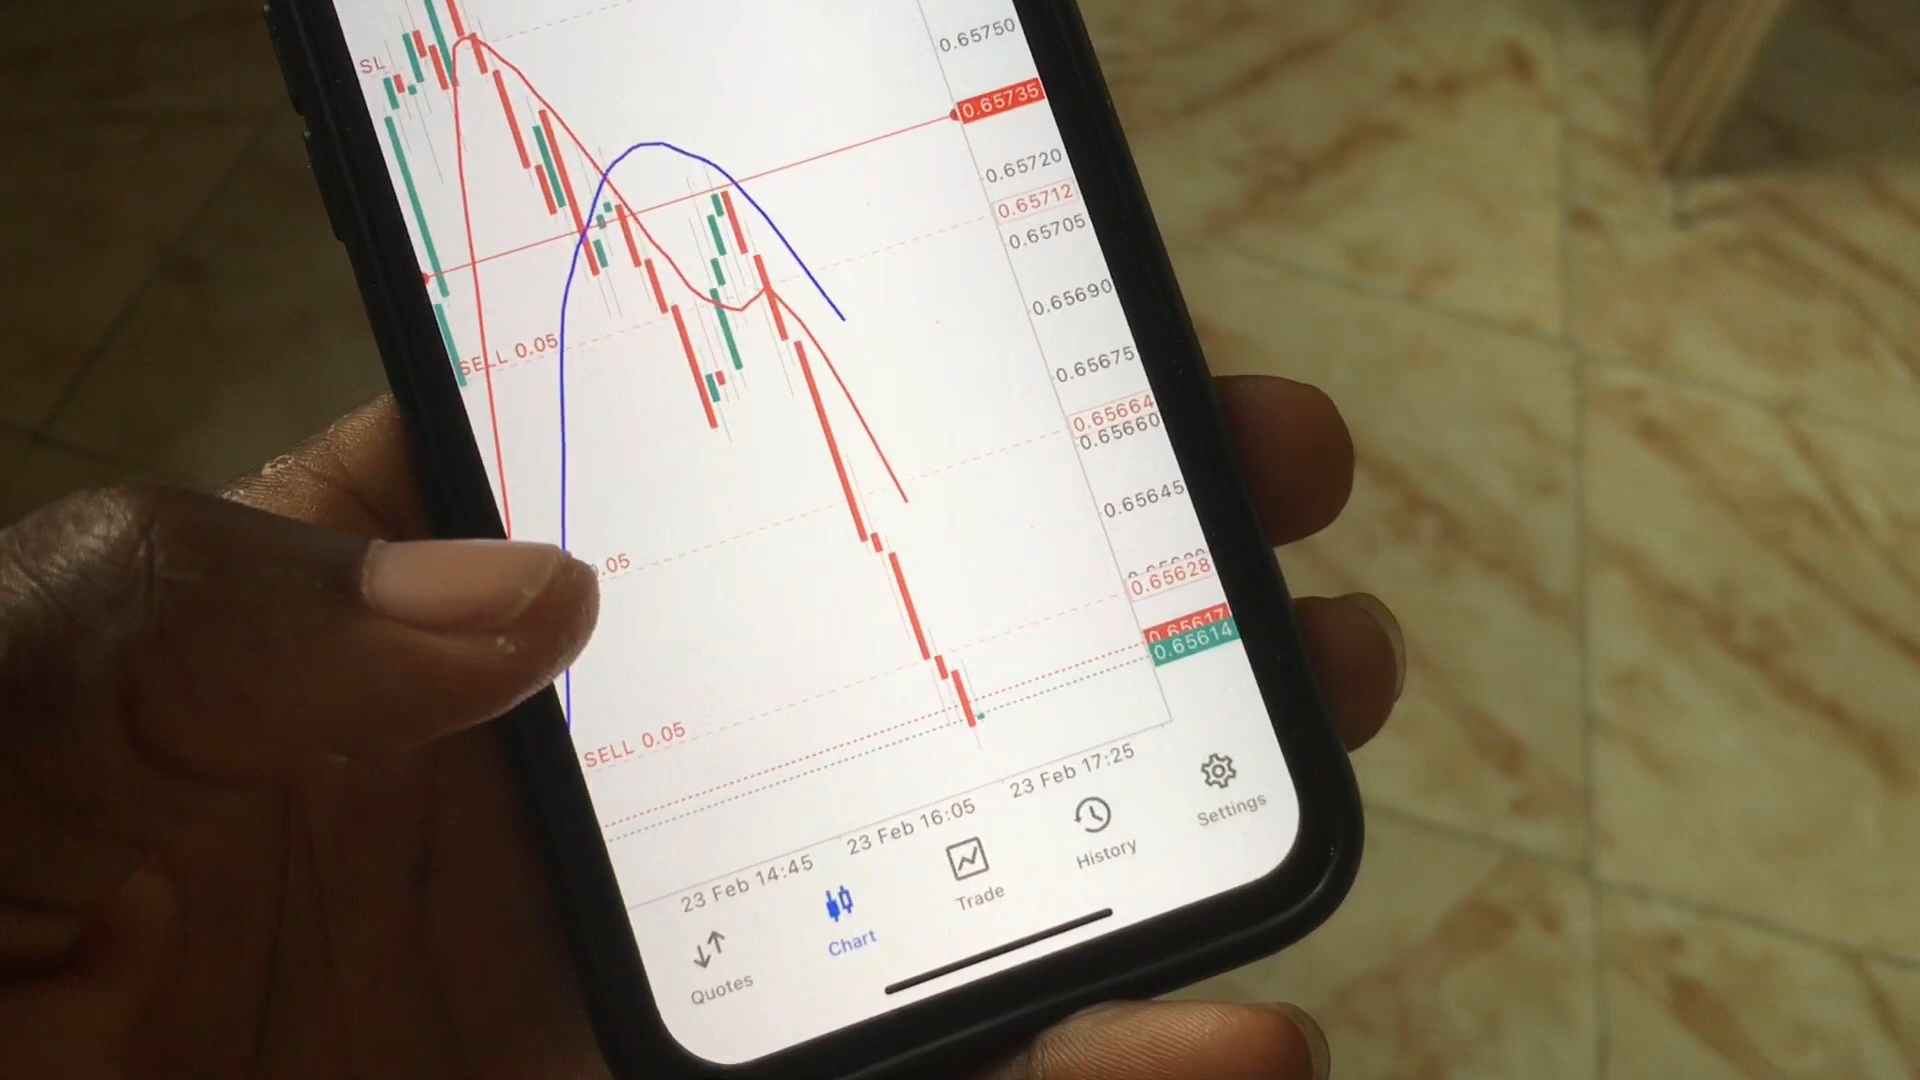 0.65750
SL
0.65735
0.65720
0.65712
0.65705
0.65690
SELL 0.05
0.65675
0.65664
0.65660
0.65645
.05
0.65628
0.65617
0.65614
SELL 0.05
23 Feb 14:45
23 Feb 16:05
23 Feb 17:25
Quotes
Chart
Trade
History
Settings